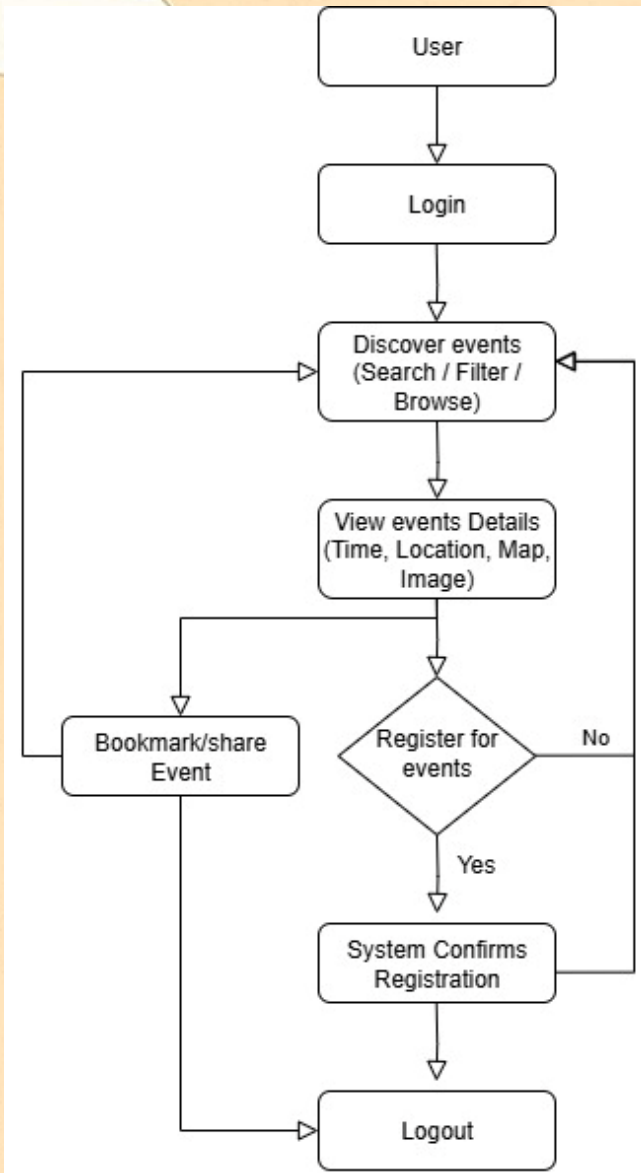 User
Login
Discover events
(Search / Filter /
Browse)
View events Details
(Time, Location, Map,
Image)
Bookmark/share
Event
Register for
events
No
Yes
System Confirms
Registration
Logout